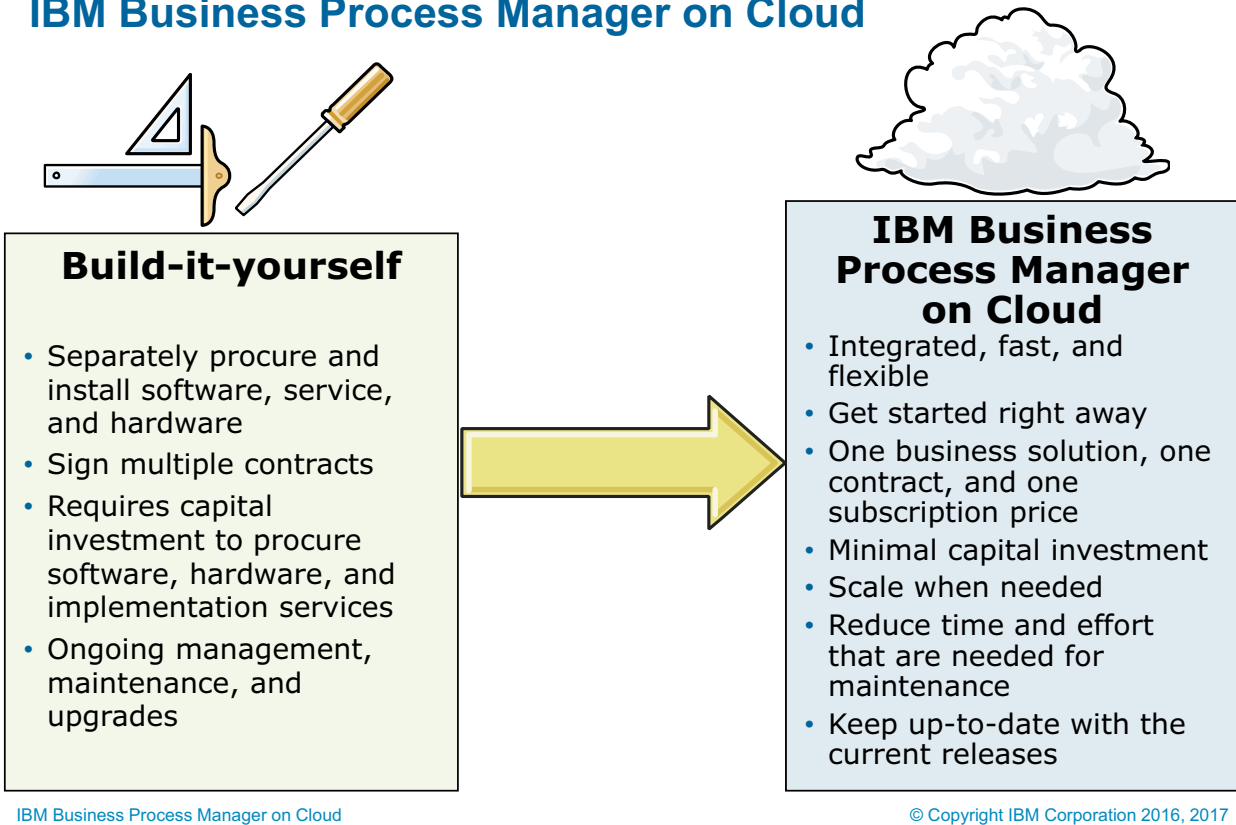 IBM Business Process Manager on Cloud
Build-it-yourself
• Separately procure and
install software, service,
and hardware
• Sign multiple contracts
• Requires capital
investment to procure
software, hardware, and
implementation services
• Ongoing management,
maintenance, and
upgrades
IBM Business
Process Manager
on Cloud
• Integrated, fast, and
flexible
• Get started right away
• One business solution, one
contract, and one
subscription price
• Minimal capital investment
• Scale when needed
• Reduce time and effort
that are needed for
maintenance
• Keep up-to-date with the
current releases
IBM Business Process Manager on Cloud
© Copyright IBM Corporation 2016, 2017